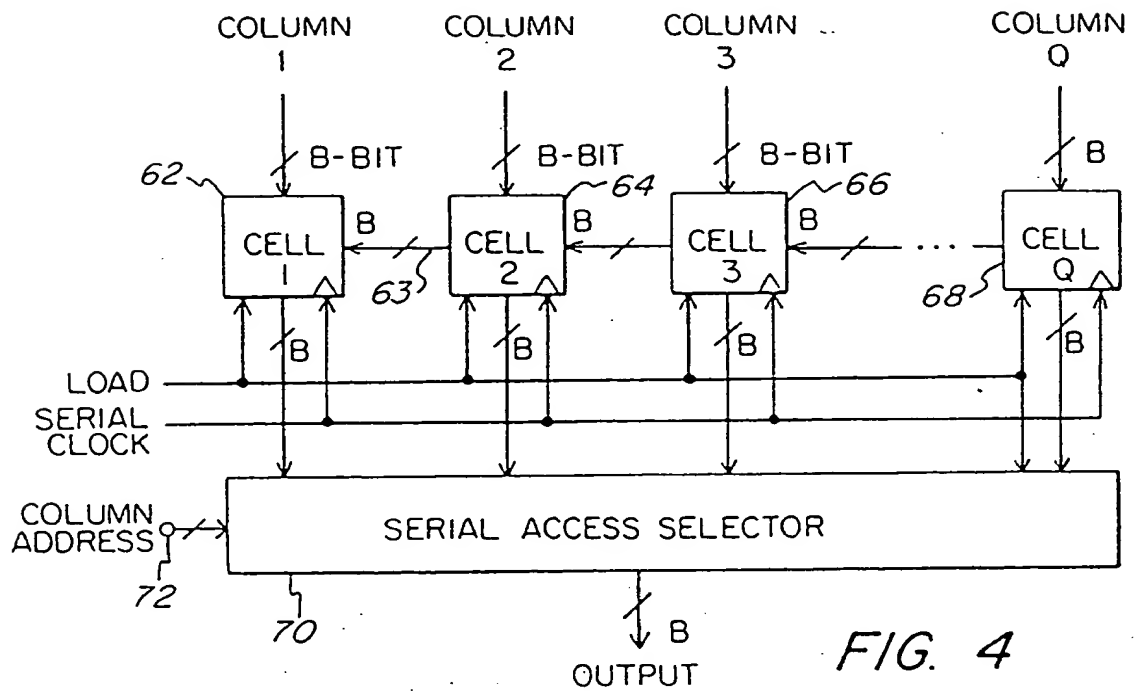 COLUMN 1
COLUMN 2
COLUMN 3
COLUMN Q
B-BIT
B-BIT
B-BIT
B
62
64
66
B
B
B
CELL 1
CELL 2
CELL 3
...
CELL Q
63
68
B
B
B
B
LOAD
SERIAL CLOCK
COLUMN ADDRESS
72
SERIAL ACCESS SELECTOR
70
B
OUTPUT
FIG. 4